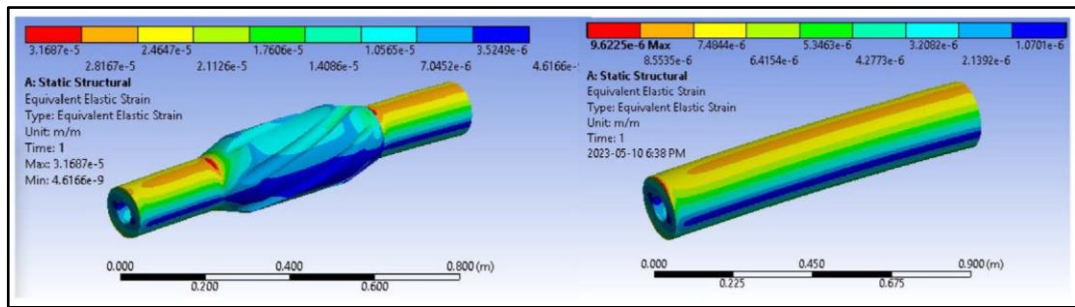 3.1687e-5 2.4647e-5 1.7606e-5 1.0565e-5 3.5249e-6
2.8167e-5 2.1126e-5 1.4086e-5 7.0452e-6 4.6166e-
A: Static Structural
Equivalent Elastic Strain
Type: Equivalent Elastic Strain
Unit: m/m
Time: 1
Max: 3.1687e-5
Min: 4.6166e-9
0.000 0.400 0.800 (m)
0.200 0.600
9.6225e-6 Max 7.4844e-6 5.3463e-6 3.2082e-6 1.0701e-6
8.5535e-6 6.4154e-6 4.2773e-6 2.1392e-6
A: Static Structural
Equivalent Elastic Strain
Type: Equivalent Elastic Strain
Unit: m/m
Time: 1
2023-05-10 6:38 PM
0.000 0.450 0.900 (m)
0.225 0.675